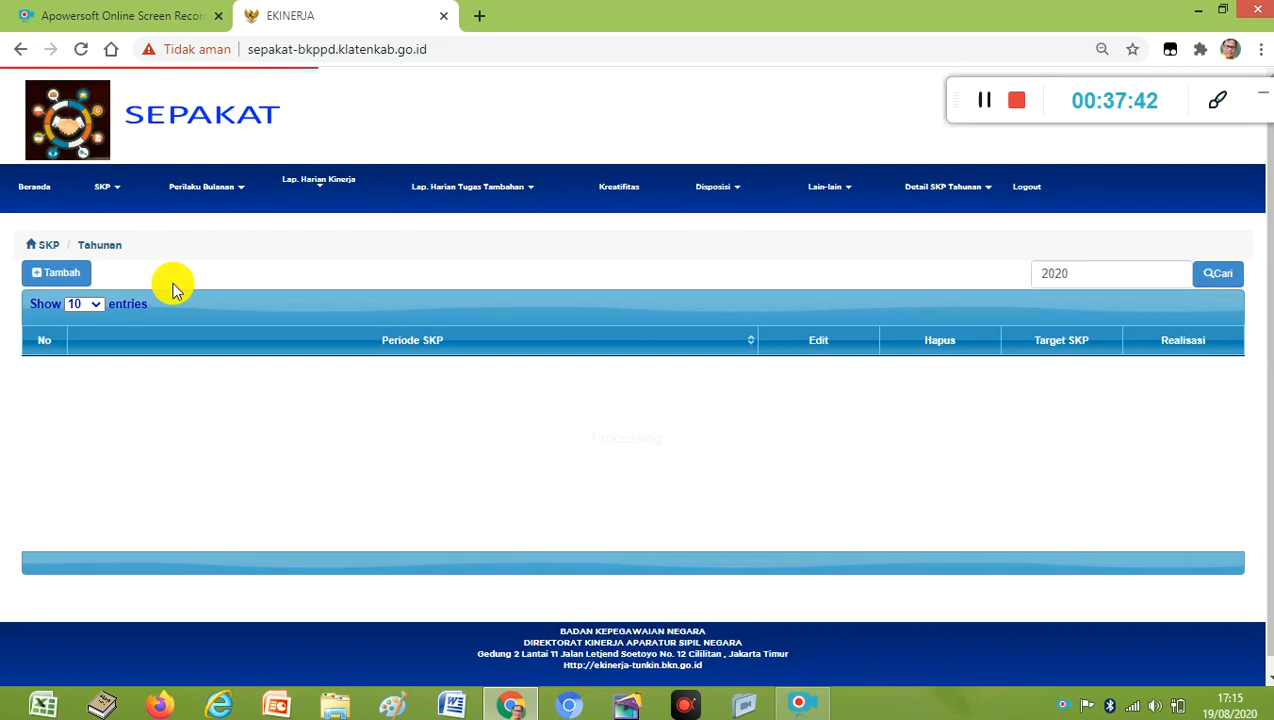 Apowersoft Online Screen Recor
EKINERJA
Tidak aman
sepakat-bkppd.klatenkab.go.id
SEPAKAT
00:37:42
Beranda
SKP
Perilaku Bulanan
Lap. Harian Kinerja
Lap. Harian Tugas Tambahan
Kreatifitas
Disposisi
Lain-lain
Detail SKP Tahunan
Logout
SKP / Tahunan
Tambah
2020
Cari
Show 10 entries
No
Periode SKP
Edit
Hapus
Target SKP
Realisasi
Processing
BADAN KEPEGAWAIAN NEGARA
DIREKTORAT KINERJA APARATUR SIPIL NEGARA
Gedung 2 Lantai 11 Jalan Letjend Soetoyo No. 12 Cililitan , Jakarta Timur
Http://ekinerja-tunkin.bkn.go.id
17:15
19/08/2020